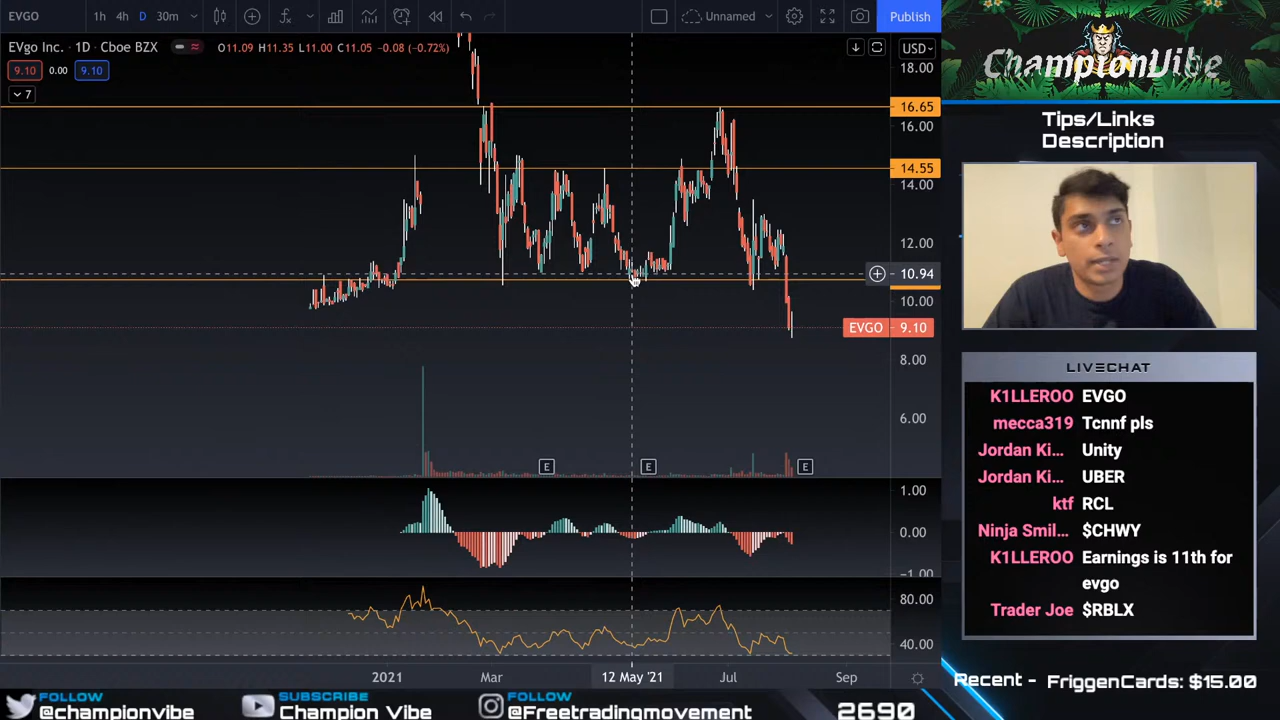 EVGO
1h 4h D 30m
Unnamed
Publish
EVgo Inc. · 1D · Cboe BZX
O11.09 H11.35 L11.00 C11.05 -0.08 (-0.72%)
USD
9.10 0.00 9.10
7
18.00
16.65
16.00
14.55
14.00
12.00
10.94
10.00
EVGO 9.10
8.00
6.00
E E E
1.00
0.00
-1.00
80.00
40.00
2021 Mar 12 May '21 Jul Sep
ChampionVibe
Tips/Links
Description
LIVECHAT
K1LLEROO EVGO
mecca319 Tcnnf pls
Jordan Ki... Unity
Jordan Ki... UBER
ktf RCL
Ninja Smil... $CHWY
K1LLEROO Earnings is 11th for
evgo
Trader Joe $RBLX
Recent - FriggenCards: $15.00
FOLLOW
@championvibe
SUBSCRIBE
Champion Vibe
FOLLOW
@Freetradingmovement
2690